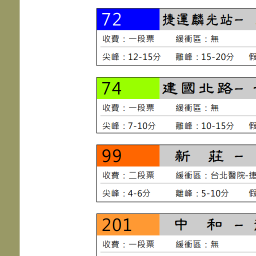 72 捷運麟光站-
收費：一段票 緩衝區：無
尖峰：12-15分 離峰：15-20分 假
74 建國北路-
收費：一段票 緩衝區：無
尖峰：7-10分 離峰：10-15分 假
99 新 莊 -
收費：二段票 緩衝區：台北醫院-捷
尖峰：4-6分 離峰：5-10分 假
201 中 和 -
收費：一段票 緩衝區：無